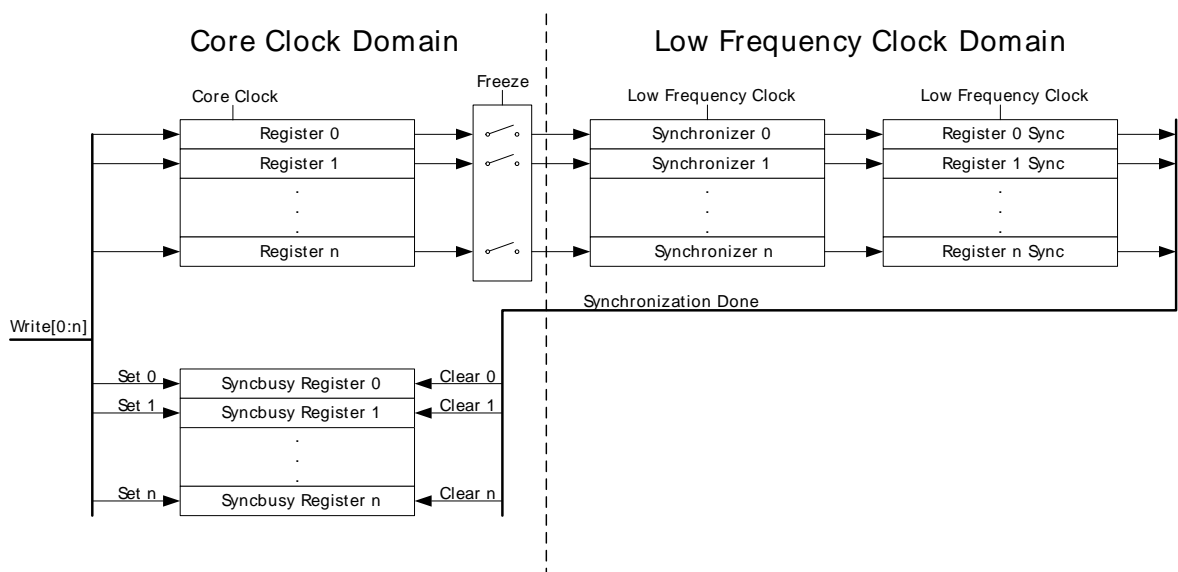 Core Clock Domain
Low Frequency Clock Domain
Freeze
Core Clock
Low Frequency Clock
Low Frequency Clock
Register 0
Synchronizer 0
Register 0 Sync
Register 1
Synchronizer 1
Register 1 Sync
.
.
.
.
.
.
.
.
.
Register n
Synchronizer n
Register n Sync
Synchronization Done
Write[0:n]
Set 0
Syncbusy Register 0
Clear 0
Set 1
Syncbusy Register 1
Clear 1
.
.
.
Set n
Syncbusy Register n
Clear n